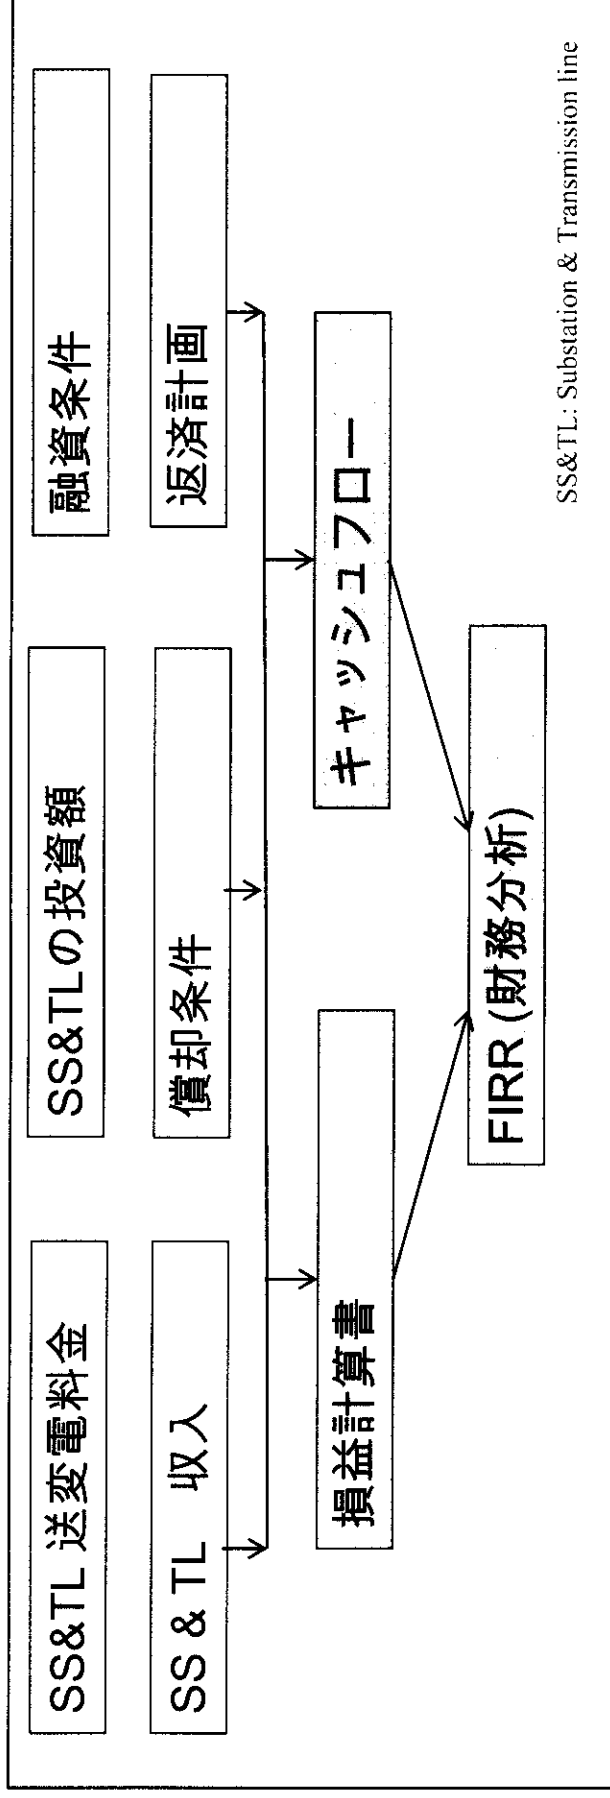 SS&TL 送変電料金
SS&TLの投資額
融資条件
SS & TL 収入
償却条件
返済計画
損益計算書
キャッシュフロー
FIRR (財務分析)
SS&TL: Substation & Transmission line